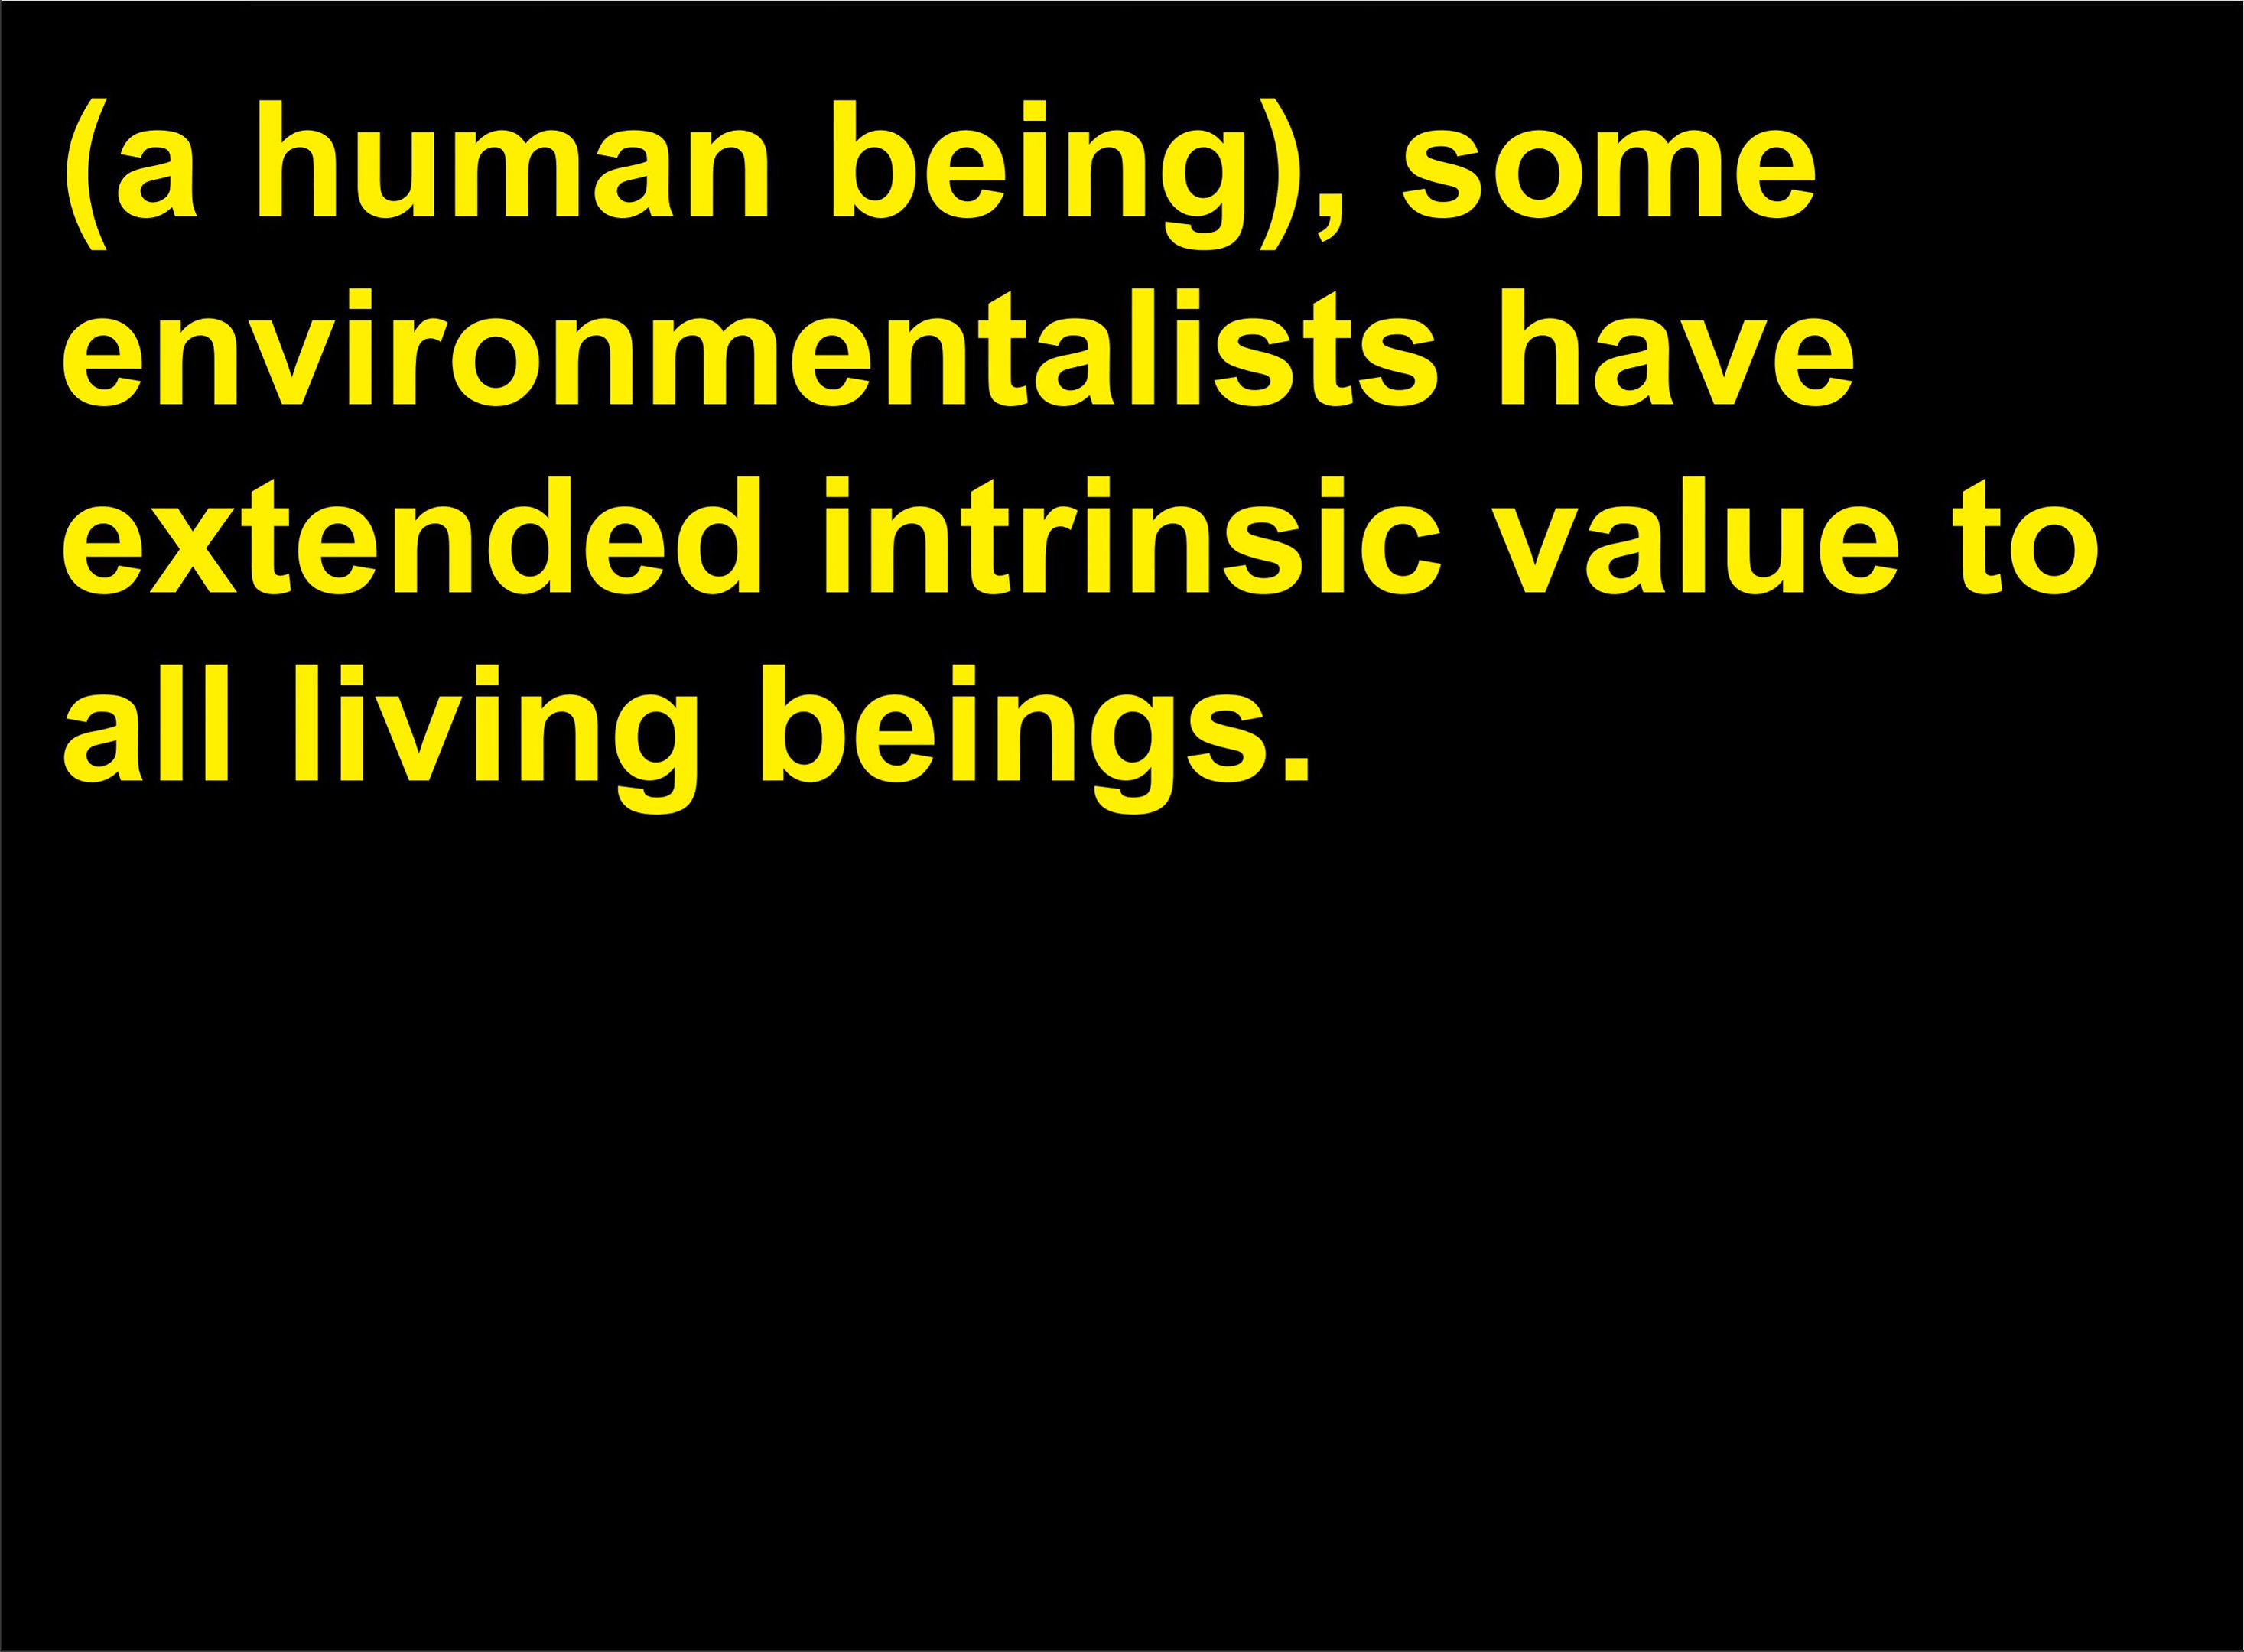 (a human being), some
environmentalists have
extended intrinsic value to
all living beings.